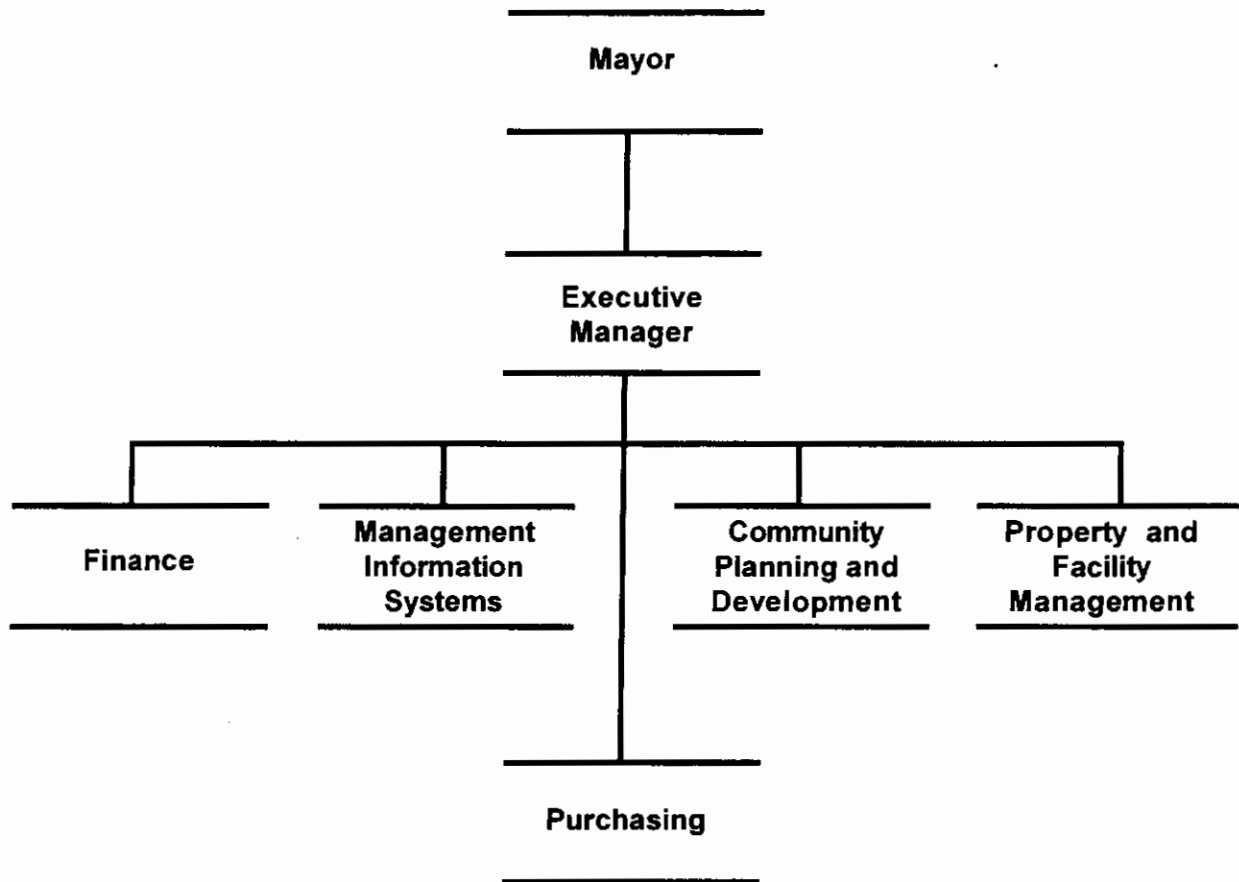 Mayor
Executive
Manager
Finance
Management
Information
Systems
Community
Planning and
Development
Property and
Facility
Management
Purchasing